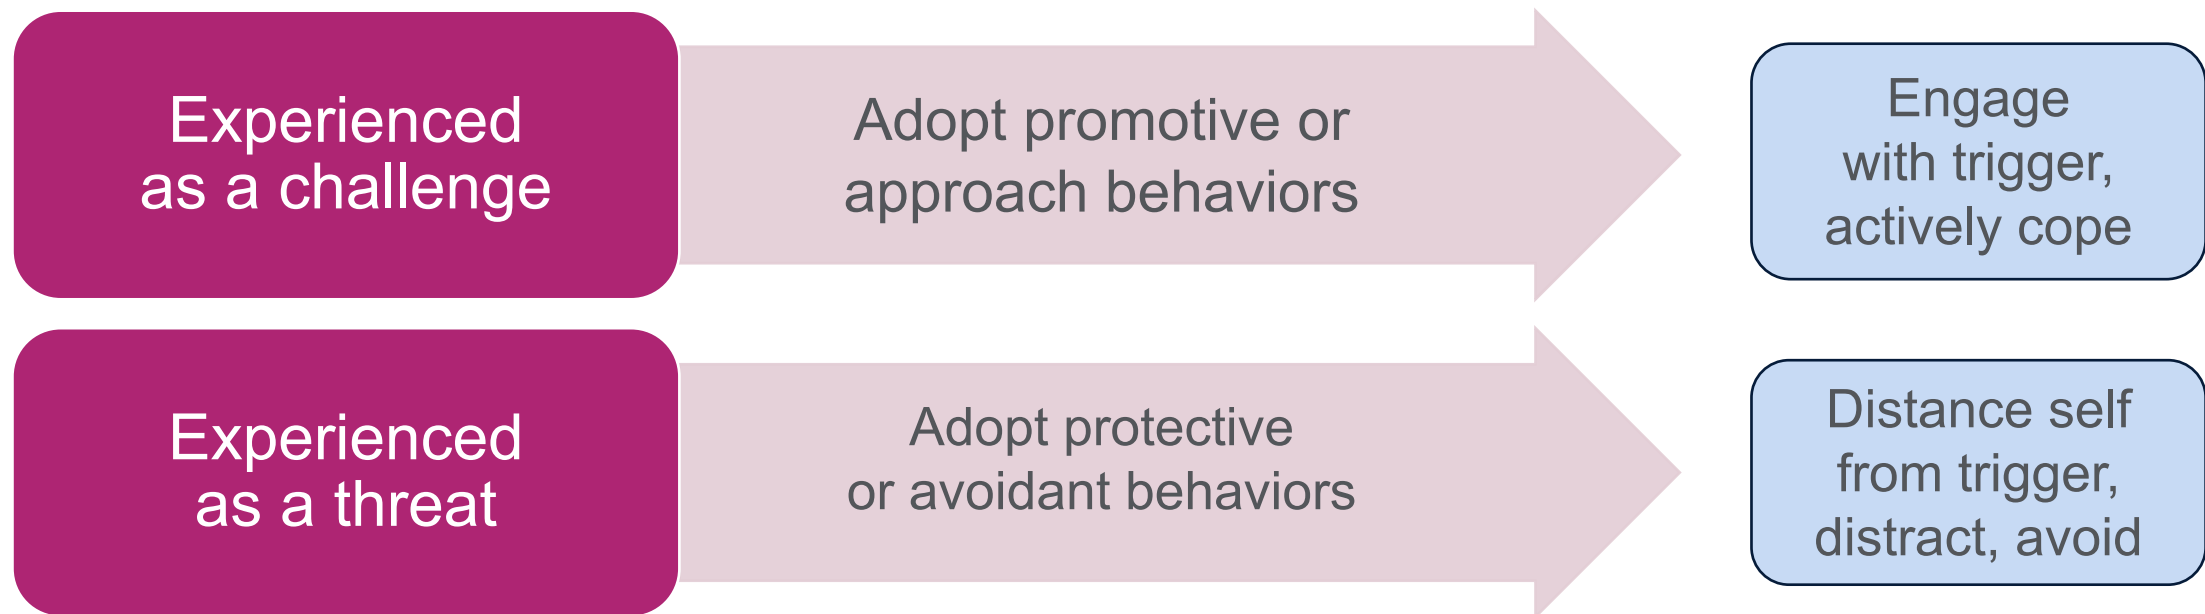 Experienced
as a challenge
Adopt promotive or
approach behaviors
Engage
with trigger,
actively cope
Experienced
as a threat
Adopt protective
or avoidant behaviors
Distance self
from trigger,
distract, avoid